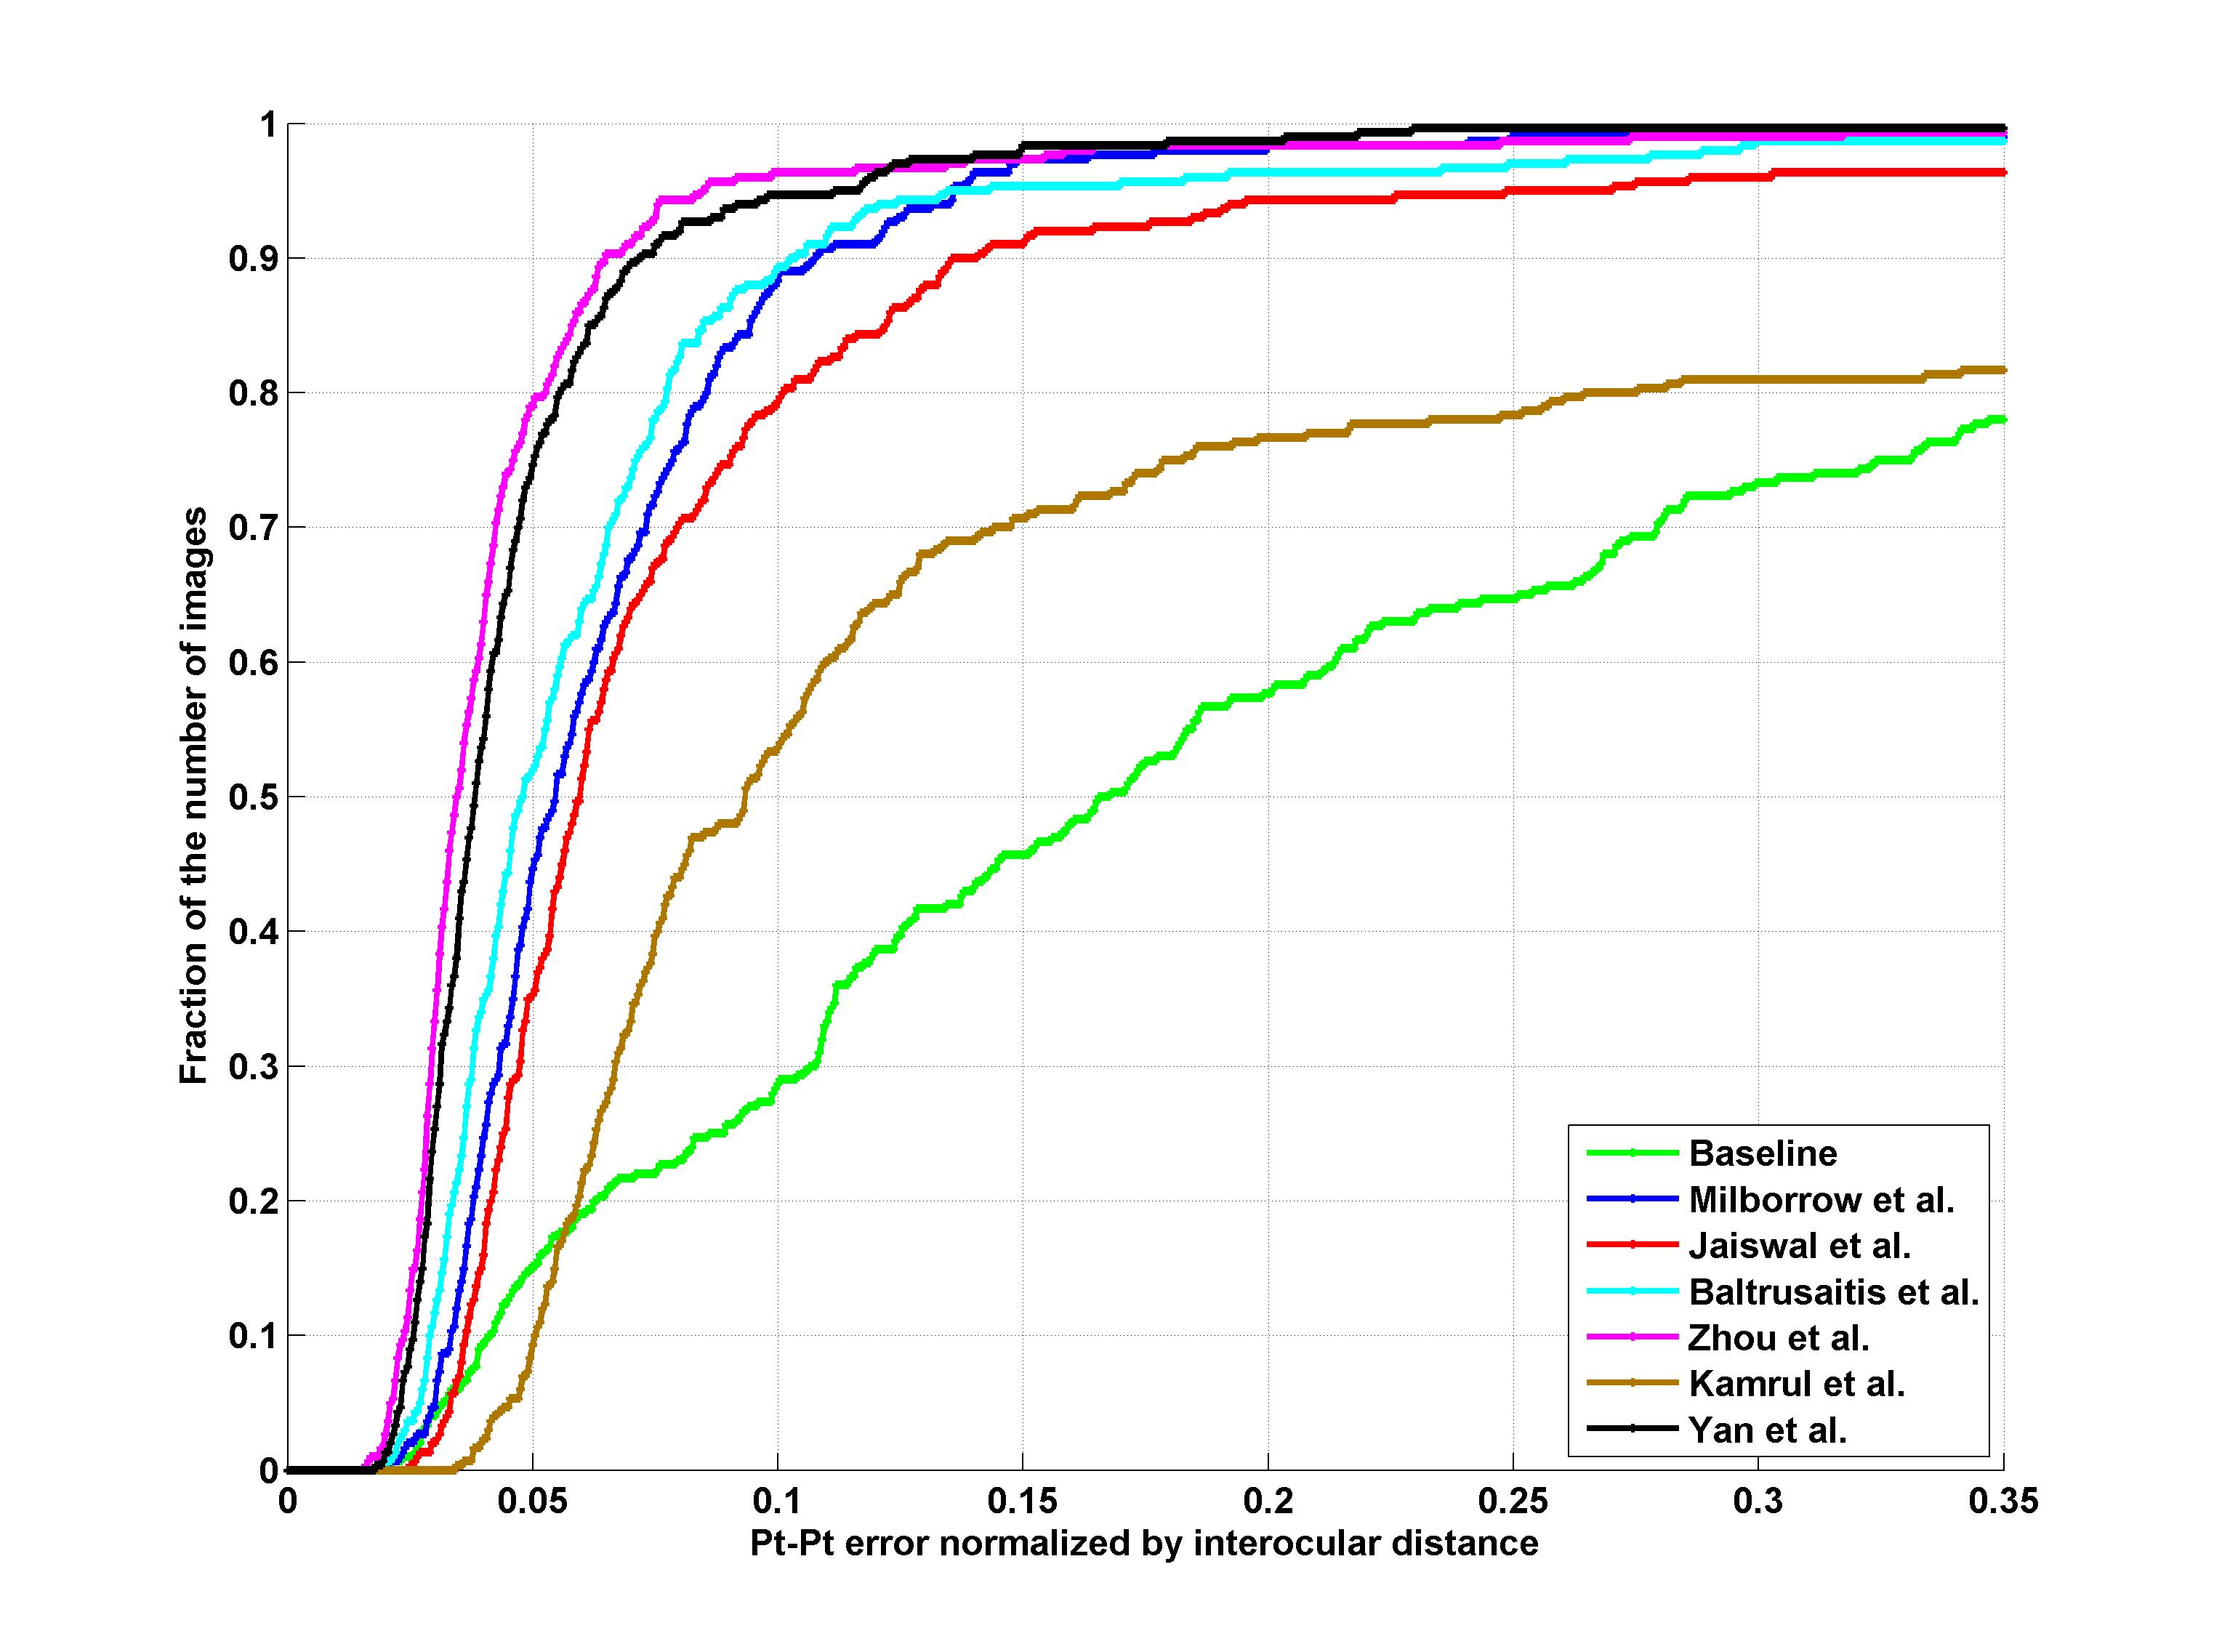 1
0.9
0.8
0.7
0.6
0.5
0.4
0.3
0.2
0.1
0
Fraction of the number of images
0 0.05 0.1 0.15 0.2 0.25 0.3 0.35
Pt-Pt error normalized by interocular distance
Baseline
Milborrow et al.
Jaiswal et al.
Baltrusaitis et al.
Zhou et al.
Kamrul et al.
Yan et al.